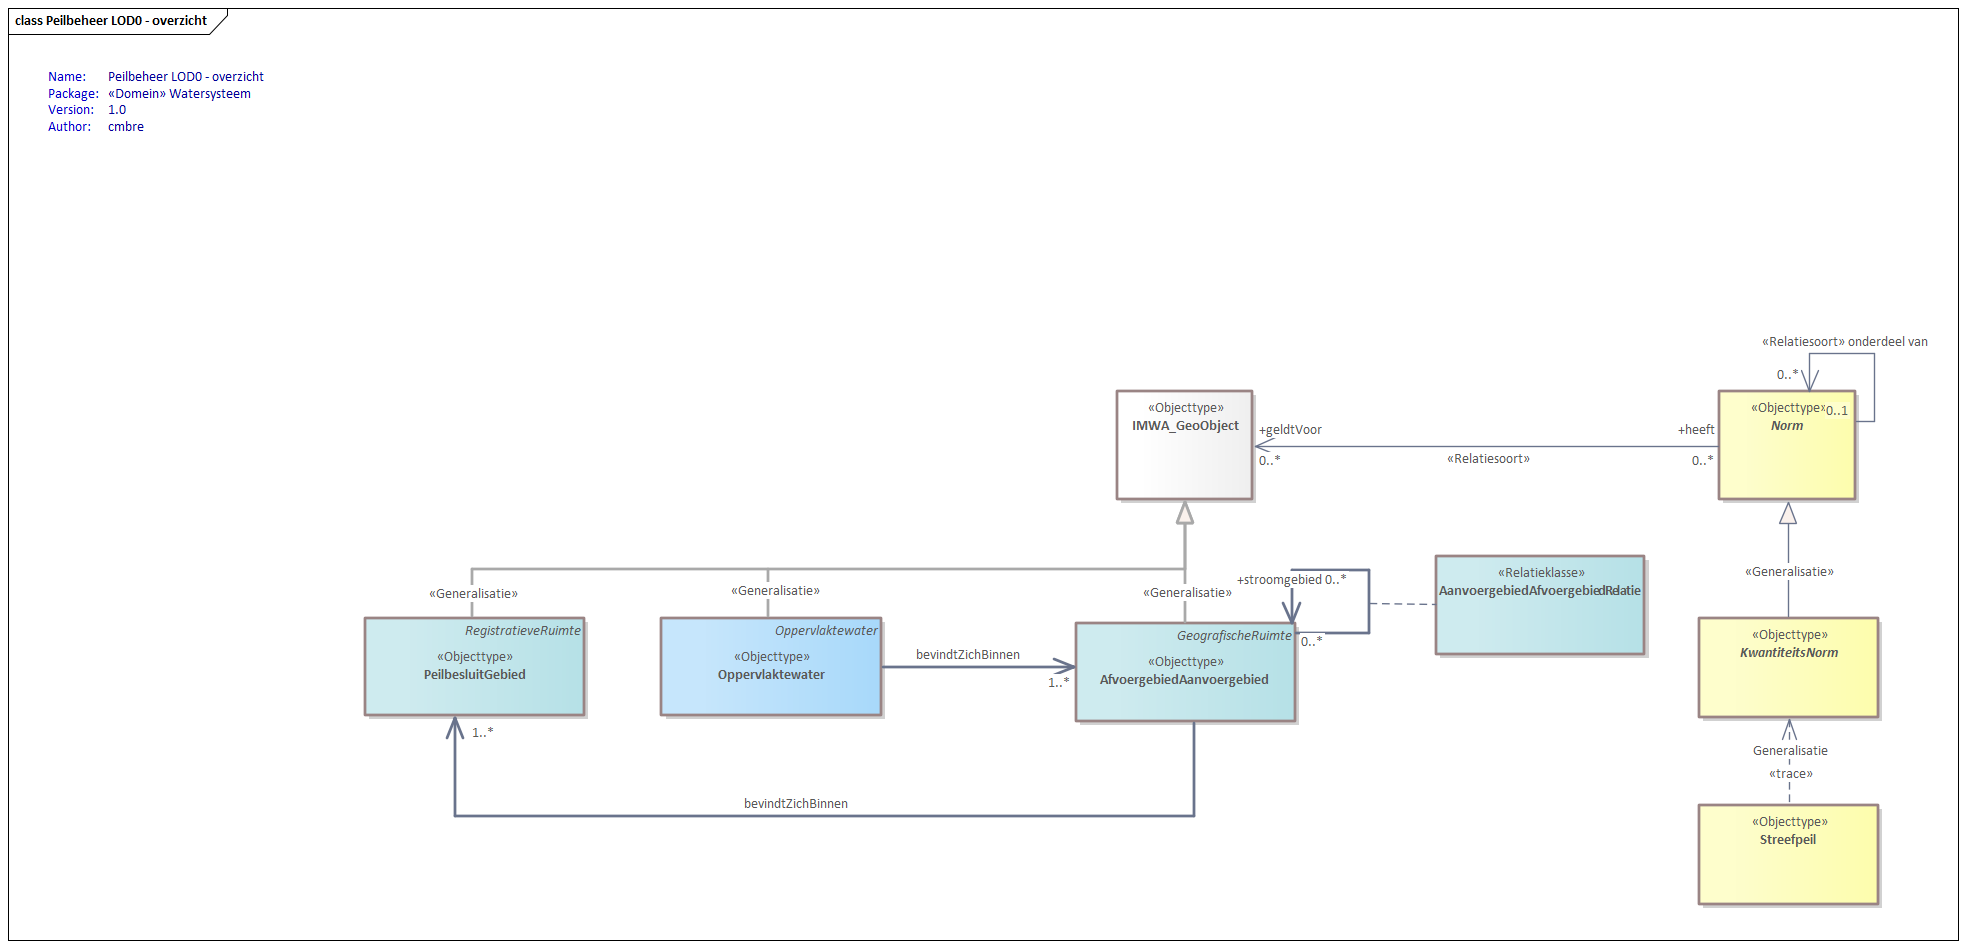 class Peilbeheer LOD0 - overzicht
Name: Peilbeheer LOD0 - overzicht
Package: «Domein» Watersysteem
Version: 1.0
Author: cmbre
«Relatiesoort» onderdeel van
0..*
«Objecttype»
0..1
Norm
«Objecttype»
IMWA_GeoObject
+geldtVoor
+heeft
0..*
«Relatiesoort»
0..*
«Generalisatie»
«Generalisatie»
«Generalisatie»
+stroomgebied 0..*
0..*
«Relatieklasse»
AanvoergebiedAfvoergebiedRelatie
«Generalisatie»
RegistratieveRuimte
«Objecttype»
PeilbesluitGebied
Oppervlaktewater
«Objecttype»
Oppervlaktewater
bevindtZichBinnen
1..*
GeografischeRuimte
«Objecttype»
AfvoergebiedAanvoergebied
«Objecttype»
KwantiteitsNorm
1..*
bevindtZichBinnen
Generalisatie
«trace»
«Objecttype»
Streefpeil